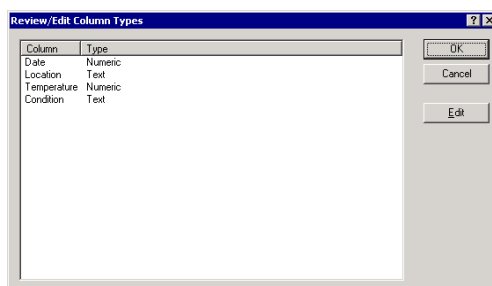 Review/Edit Column Types
Column Type
Date Numeric
Location Text
Temperature Numeric
Condition Text
OK
Cancel
Edit